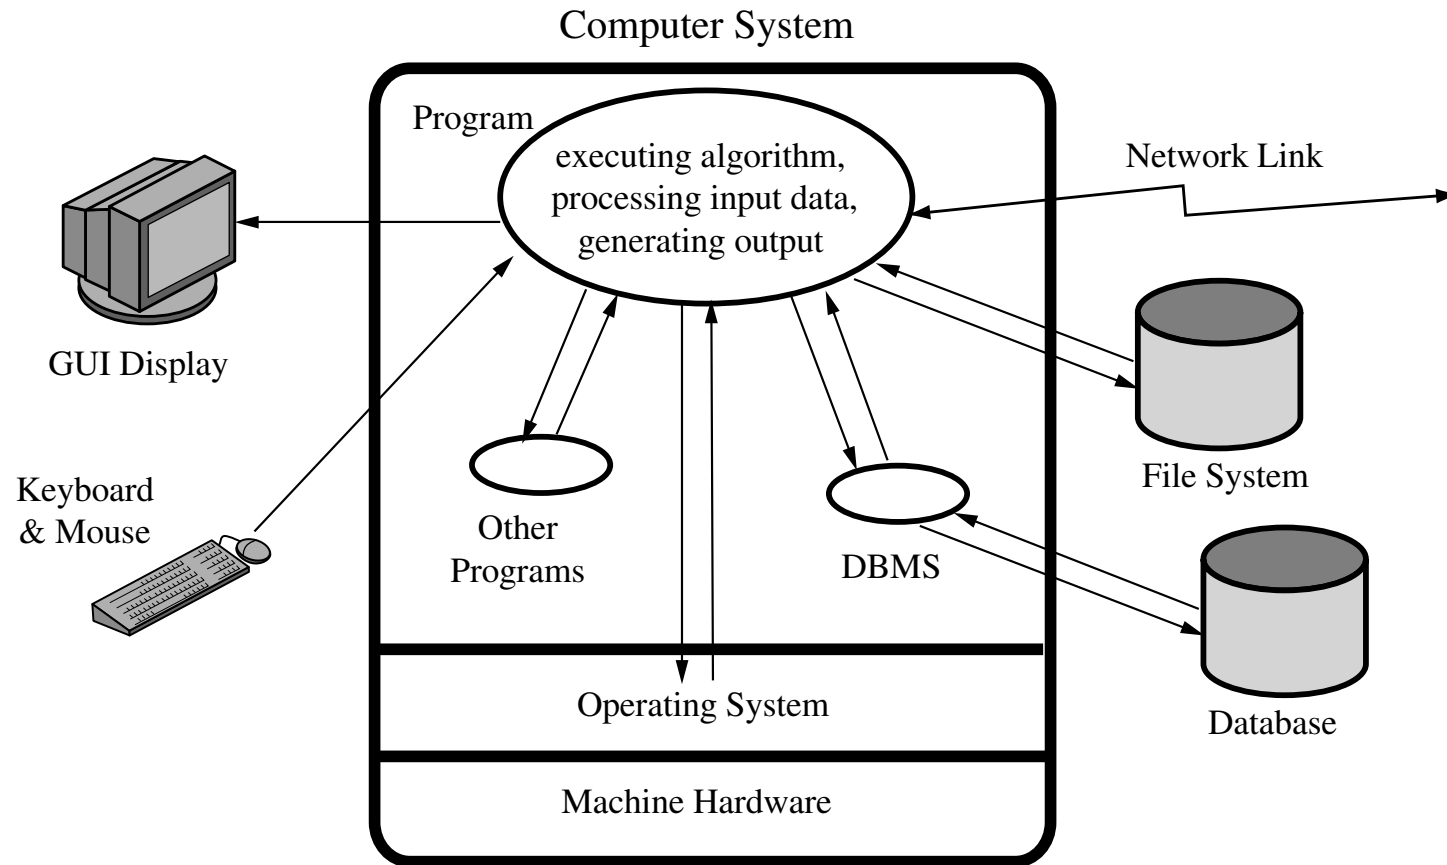 Computer System
Program
executing algorithm,
processing input data,
generating output
Network Link
GUI Display
Keyboard
& Mouse
Other
Programs
DBMS
File System
Database
Operating System
Machine Hardware